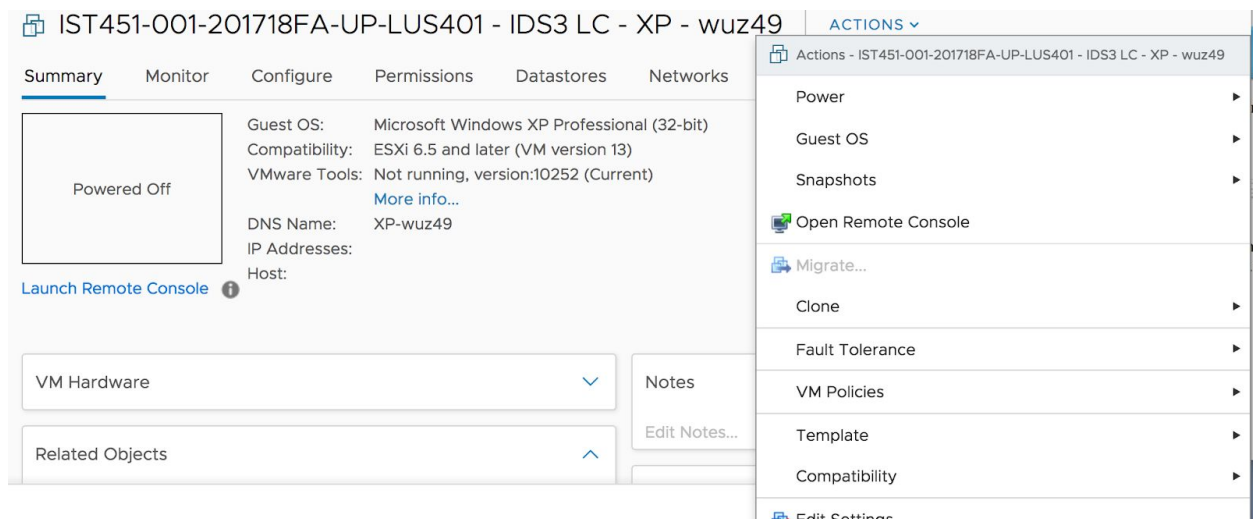 IST451-001-201718FA-UP-LUS401 - IDS3 LC - XP - wuz49
ACTIONS
Summary Monitor Configure Permissions Datastores Networks
Powered Off
Launch Remote Console
Guest OS: Microsoft Windows XP Professional (32-bit)
Compatibility: ESXi 6.5 and later (VM version 13)
VMware Tools: Not running, version:10252 (Current)
More info...
DNS Name: XP-wuz49
IP Addresses:
Host:
VM Hardware
Related Objects
Notes
Edit Notes...
Actions - IST451-001-201718FA-UP-LUS401 - IDS3 LC - XP - wuz49
Power
Guest OS
Snapshots
Open Remote Console
Migrate...
Clone
Fault Tolerance
VM Policies
Template
Compatibility
Edit Settings